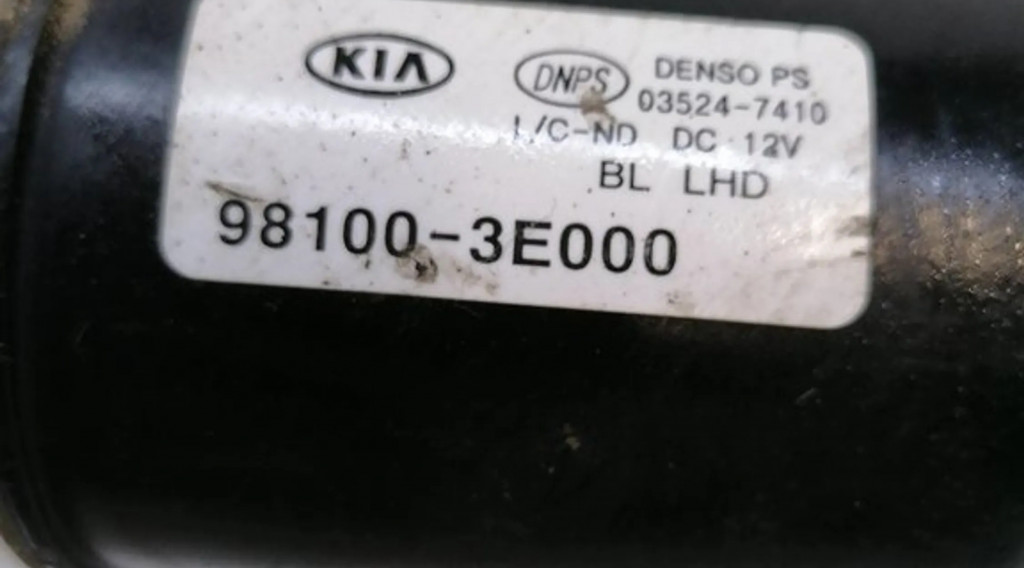 KIA DNPS DENSO PS
03524-7410
I/C-ND DC 12V
BL LHD
98100-3E000